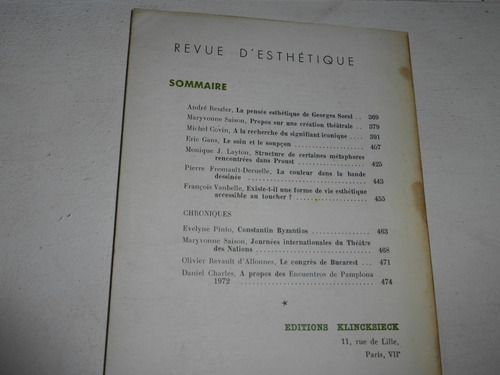 REVUE D'ESTHÉTIQUE
SOMMAIRE
André Reszler, La pensée esthétique de Georges Sorel .. 369
Maryvonne Saison, Propos sur une création théâtrale .. 379
Michel Covin, A la recherche du signifiant iconique .... 391
Eric Gans, Le soin et le soupçon .................. 407
Monique J. Layton, Structure de certaines métaphores
rencontrées dans Proust .................. 425
Pierre Fresnault-Deruelle, La couleur dans la bande
dessinée .................. 443
François Vanbelle, Existe-t-il une forme de vie esthétique
accessible au toucher ? .................. 455
CHRONIQUES
Evelyne Pinto, Constantin Byzantios .................. 463
Maryvonne Saison, Journées internationales du Théâtre
des Nations .................. 468
Olivier Revault d'Allonnes, Le congrès de Bucarest ... 471
Daniel Charles, A propos des Encuentros de Pamplona
1972 .................. 474
*
EDITIONS KLINCKSIECK
11, rue de Lille,
Paris, VIIe